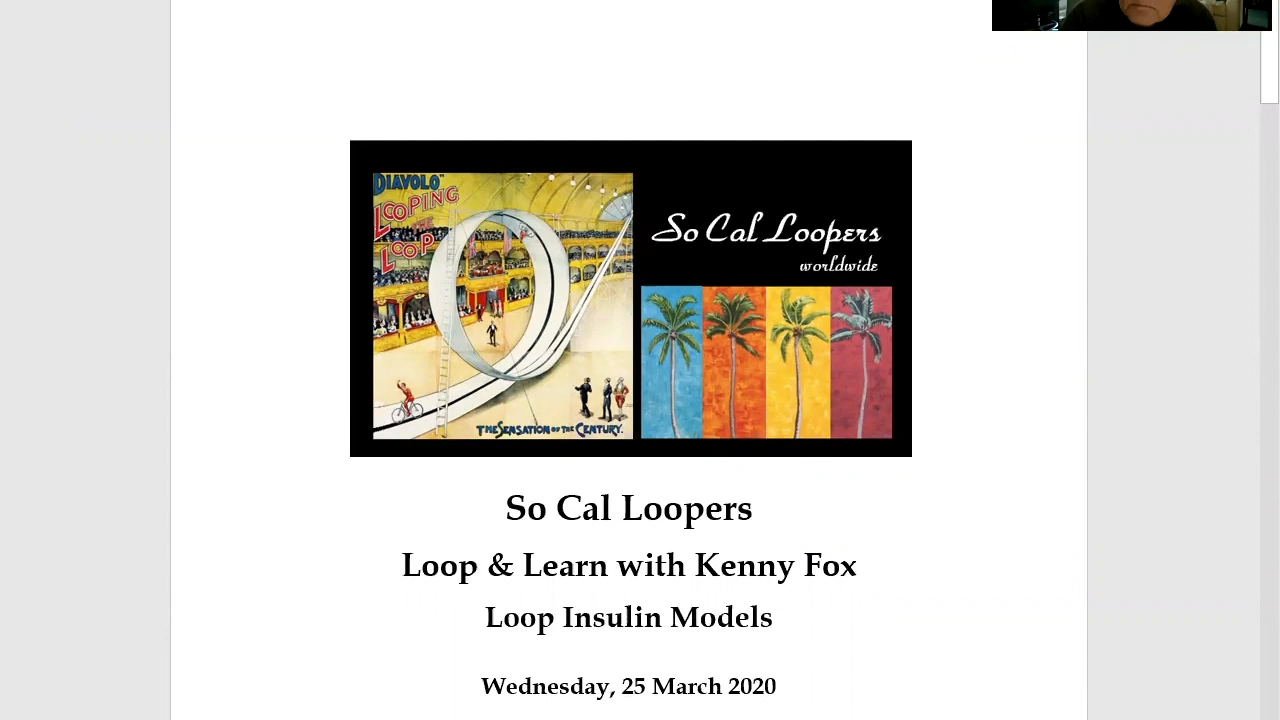 DIAVOLO"
LOOPING
THE
LOOP
THE SENSATION OF THE CENTURY.
So Cal Loopers
worldwide
So Cal Loopers
Loop & Learn with Kenny Fox
Loop Insulin Models
Wednesday, 25 March 2020